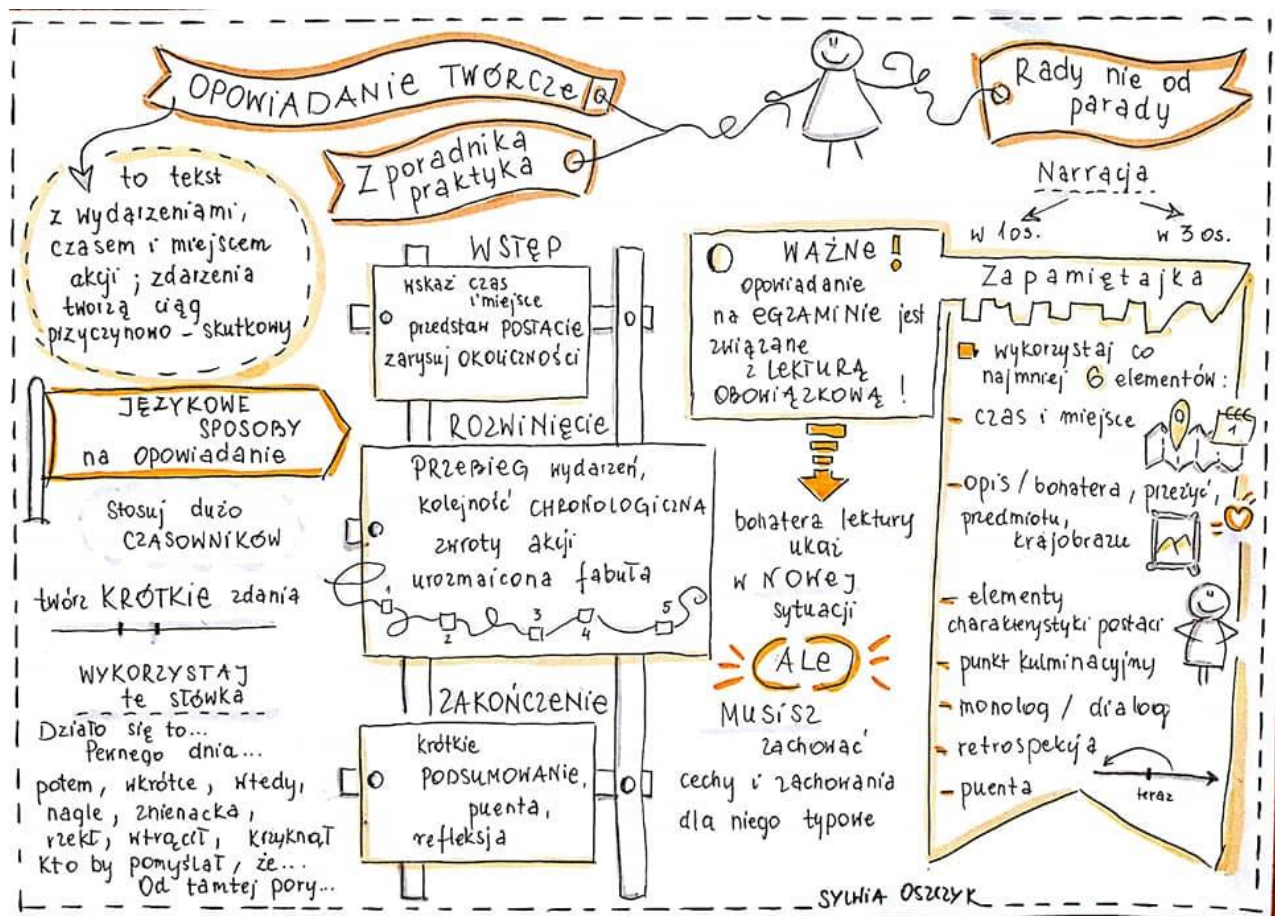 OPOWIADANIE TWÓRCZE
Z poradnika
praktyka
Rady nie od
parady
to tekst
z wydarzeniami,
czasem i miejscem
akcji; zdarzenia
tworzą ciąg
przyczynowo - skutkowy
JĘZYKOWE
SPOSOBY
na opowiadanie
Stosuj dużo
CZASOWNIKÓW
twórz KRÓTKIE zdania
WYKORZYSTAJ
te słówka
Działo się to...
Pewnego dnia...
potem, wkrótce, wtedy,
nagle, znienacka,
rzekł, wtrącił, krzyknął
Kto by pomyślał, że...
Od tamtej pory...
WSTĘP
wskaż czas
i miejsce
przedstaw POSTACIE
zarysuj OKOLICZNOŚCI
ROZWINIĘCIE
PRZEBIEG wydarzeń,
kolejność CHRONOLOGICZNA
zwroty akcji
urozmaicona fabuła
1 2 3 4 5
ZAKOŃCZENIE
krótkie
PODSUMOWANIE,
puenta,
refleksja
WAŻNE!
opowiadanie
na EGZAMINIE jest
związane
z LEKTURĄ
OBOWIĄZKOWĄ!
bohatera lektury
ukaż
w NOWEJ
sytuacji
ALE
MUSISZ
zachować
cechy i zachowania
dla niego typowe
Narracja
w 1 os. w 3 os.
Zapamiętajka
wykorzystaj co
najmniej 6 elementów:
- czas i miejsce
1
- opis / bohatera, przeżyć,
przedmiotu,
krajobrazu
- elementy
charakterystyki postaci
- punkt kulminacyjny
- monolog / dialog
- retrospekcja
- puenta
teraz
SYLWIA OSZCZYK